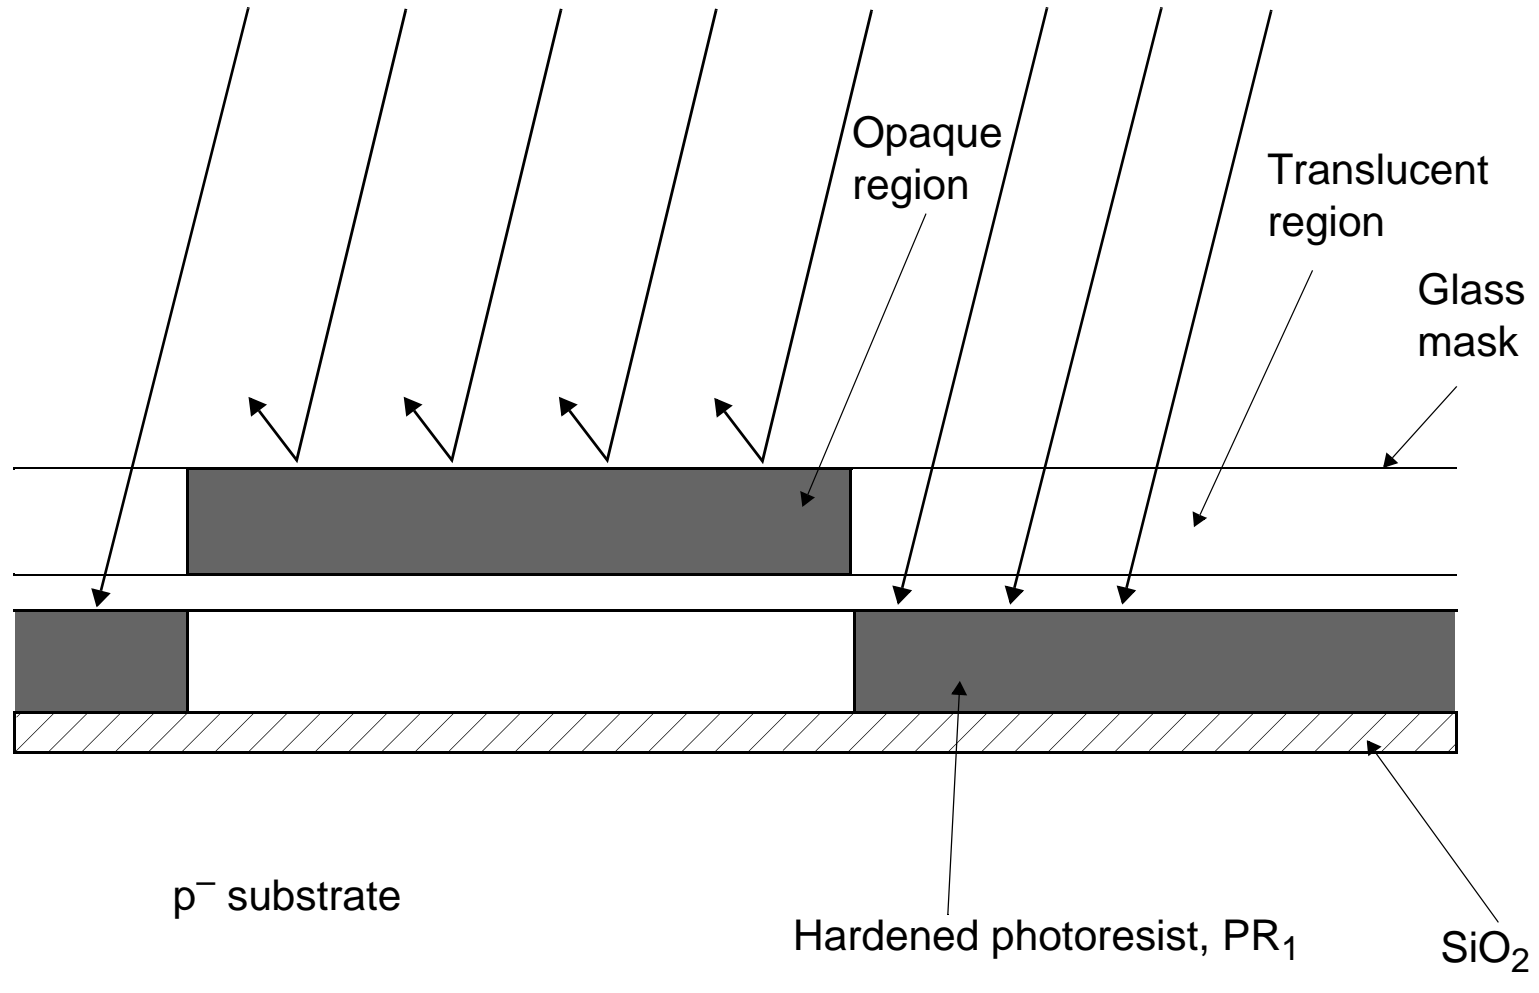 Opaque
region
Translucent
region
Glass
mask
p⁻ substrate
Hardened photoresist, PR₁
SiO₂